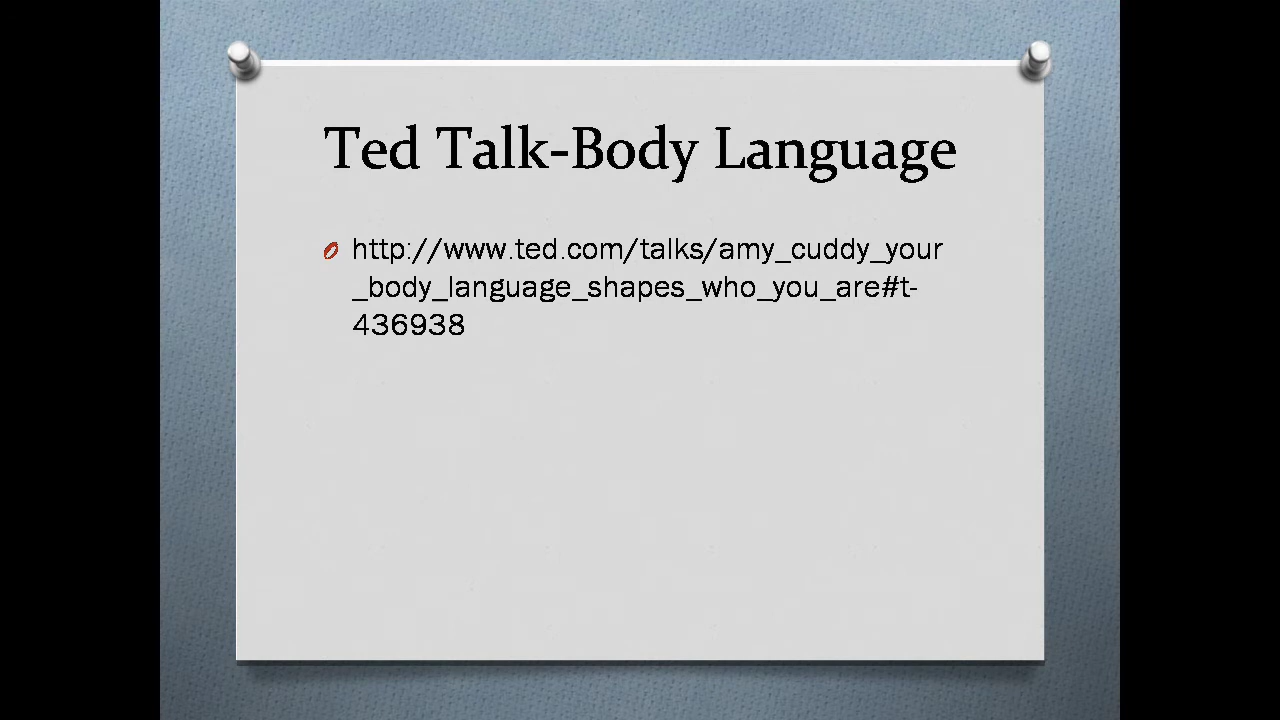 Ted Talk-Body Language
http://www.ted.com/talks/amy_cuddy_your
_body_language_shapes_who_you_are#t-
436938